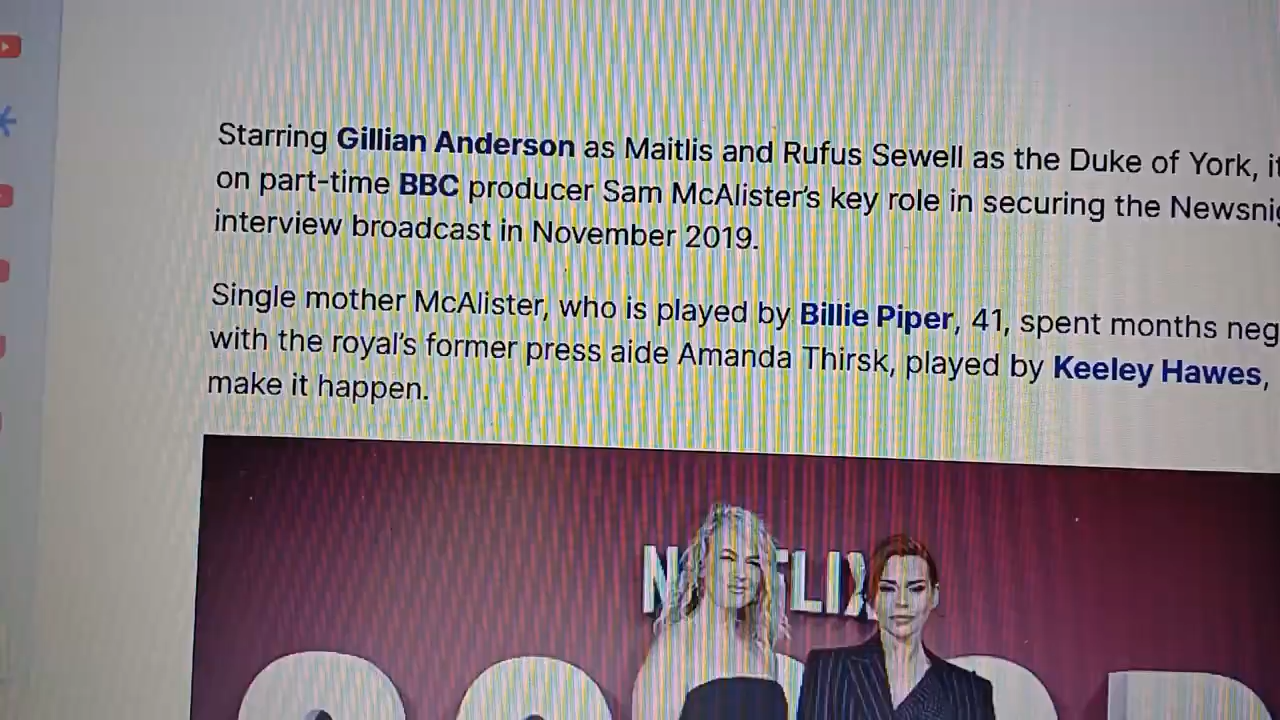 Starring Gillian Anderson as Maitlis and Rufus Sewell as the Duke of York, it
on part-time BBC producer Sam McAlister's key role in securing the Newsnig
interview broadcast in November 2019.
Single mother McAlister, who is played by Billie Piper, 41, spent months neg
with the royal's former press aide Amanda Thirsk, played by Keeley Hawes,
make it happen.
N FLIX